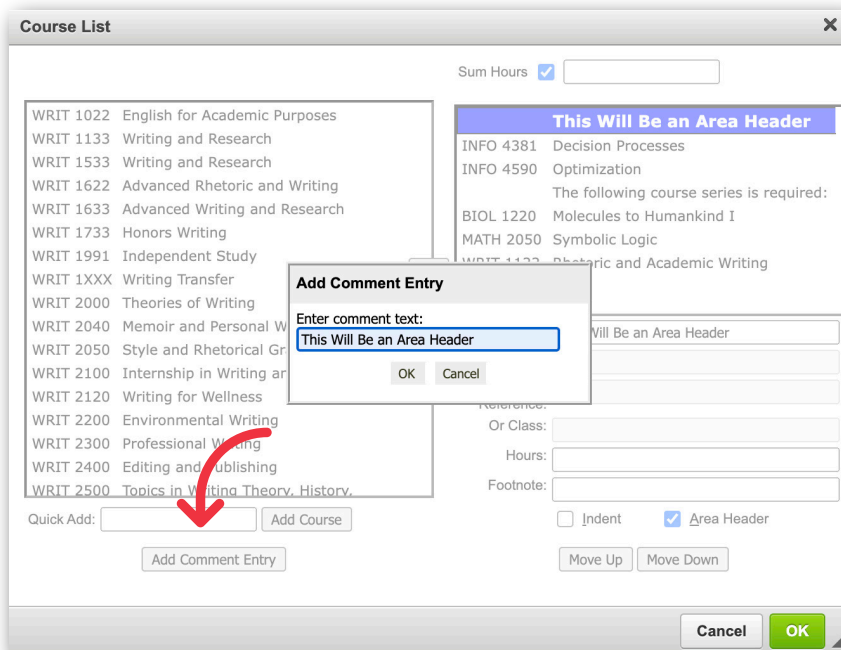 Course List
Sum Hours
WRIT 1022 English for Academic Purposes
WRIT 1133 Writing and Research
WRIT 1533 Writing and Research
WRIT 1622 Advanced Rhetoric and Writing
WRIT 1633 Advanced Writing and Research
WRIT 1733 Honors Writing
WRIT 1991 Independent Study
WRIT 1XXX Writing Transfer
WRIT 2000 Theories of Writing
WRIT 2040 Memoir and Personal
WRIT 2050 Style and Rhetorical
WRIT 2100 Internship in Writing
WRIT 2120 Writing for Wellness
WRIT 2200 Environmental Writing
WRIT 2300 Professional Writing
WRIT 2400 Editing and Publishing
WRIT 2500 Topics in Writing Theory, History,
This Will Be an Area Header
INFO 4381 Decision Processes
INFO 4590 Optimization
The following course series is required:
BIOL 1220 Molecules to Humankind I
MATH 2050 Symbolic Logic
WRIT 1122 Rhetoric and Academic Writing
Add Comment Entry
Enter comment text:
This Will Be an Area Header
OK Cancel
Will Be an Area Header
Reference:
Or Class:
Hours:
Footnote:
Quick Add: Add Course
Indent Area Header
Add Comment Entry
Move Up Move Down
Cancel OK